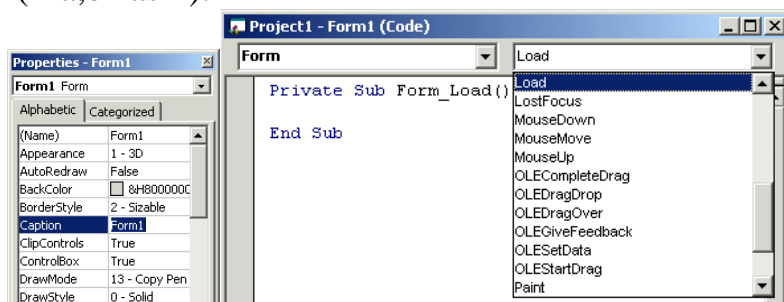 Project1 - Form1 (Code)
Form
Load
Private Sub Form_Load()
End Sub
Load
LostFocus
MouseDown
MouseMove
MouseUp
OLECompleteDrag
OLEDragDrop
OLEDragOver
OLEGiveFeedback
OLESetData
OLEStartDrag
Paint
Properties - Form1
Form1 Form
Alphabetic Categorized
(Name) Form1
Appearance 1 - 3D
AutoRedraw False
BackColor &H8000000
BorderStyle 2 - Sizable
Caption Form1
ClipControls True
ControlBox True
DrawMode 13 - Copy Pen
DrawStyle 0 - Solid